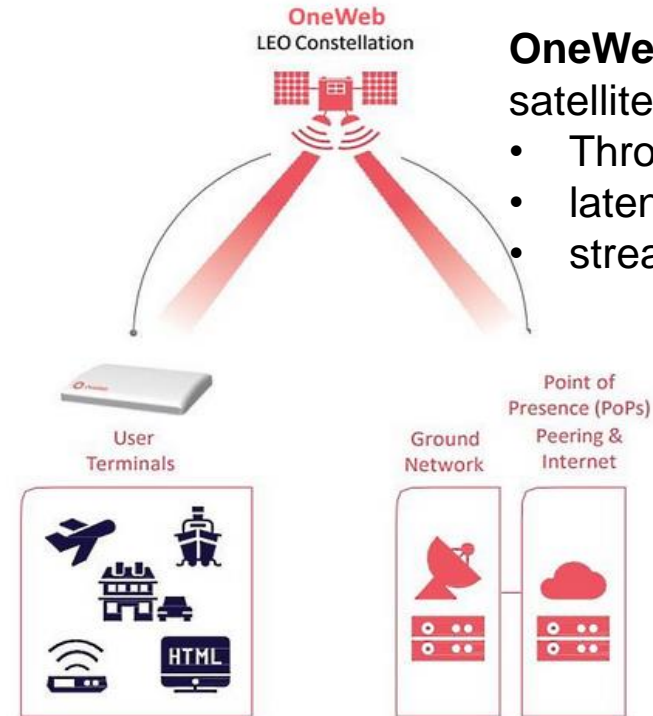 OneWeb
LEO Constellation
OneWe
satellite
• Thro
• laten
• strea
User
Terminals
Ground
Network
Point of
Presence (PoPs)
Peering &
Internet
HTML